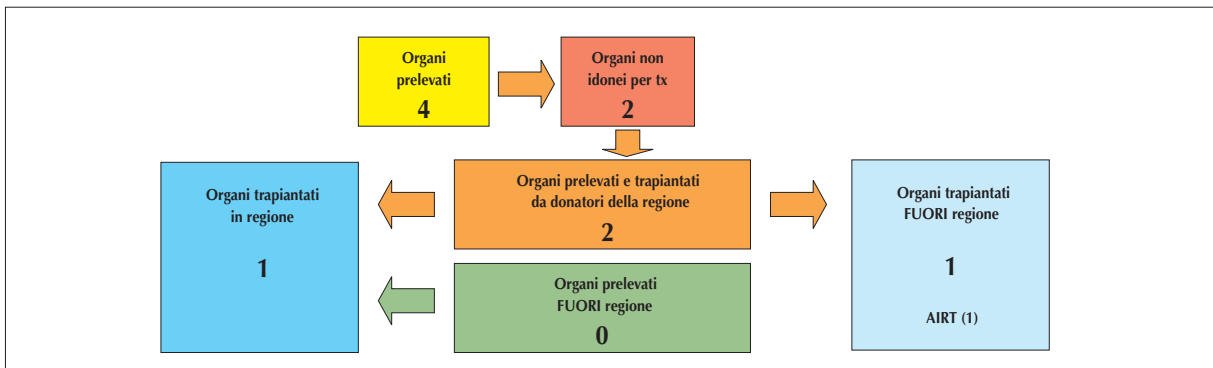 Organi
prelevati
4
Organi non
idonei per tx
2
Organi trapiantati
in regione
1
Organi prelevati e trapiantati
da donatori della regione
2
Organi prelevati
FUORI regione
0
Organi trapiantati
FUORI regione
1
AIRT (1)